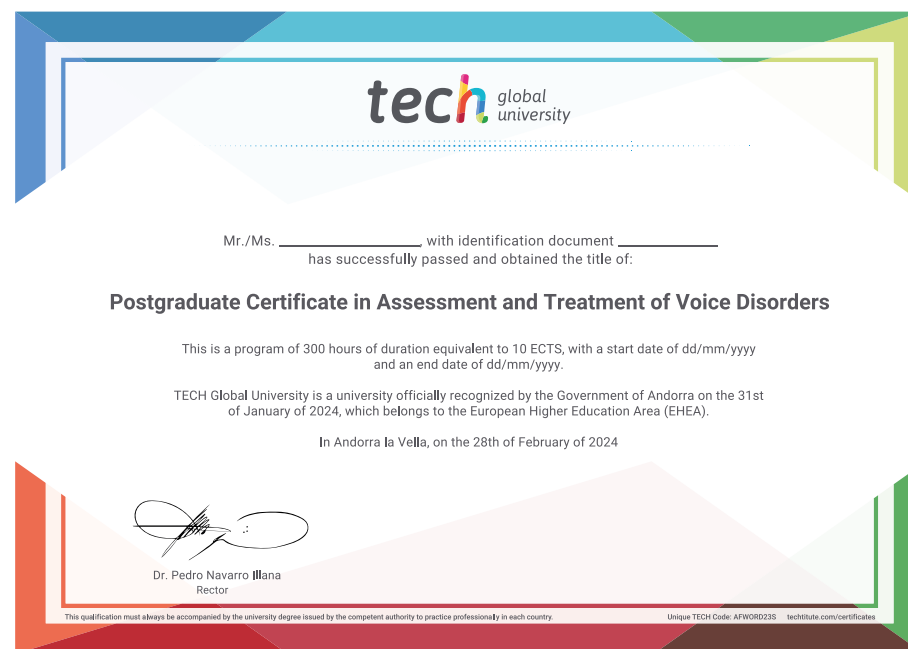 tech global university
Mr./Ms. ____________________, with identification document ______________
has successfully passed and obtained the title of:
Postgraduate Certificate in Assessment and Treatment of Voice Disorders
This is a program of 300 hours of duration equivalent to 10 ECTS, with a start date of dd/mm/yyyy
and an end date of dd/mm/yyyy.
TECH Global University is a university officially recognized by the Government of Andorra on the 31st
of January of 2024, which belongs to the European Higher Education Area (EHEA).
In Andorra la Vella, on the 28th of February of 2024
Dr. Pedro Navarro Illana
Rector
This qualification must always be accompanied by the university degree issued by the competent authority to practice professionally in each country.
Unique TECH Code: AFWORD23S techtitute.com/certificates